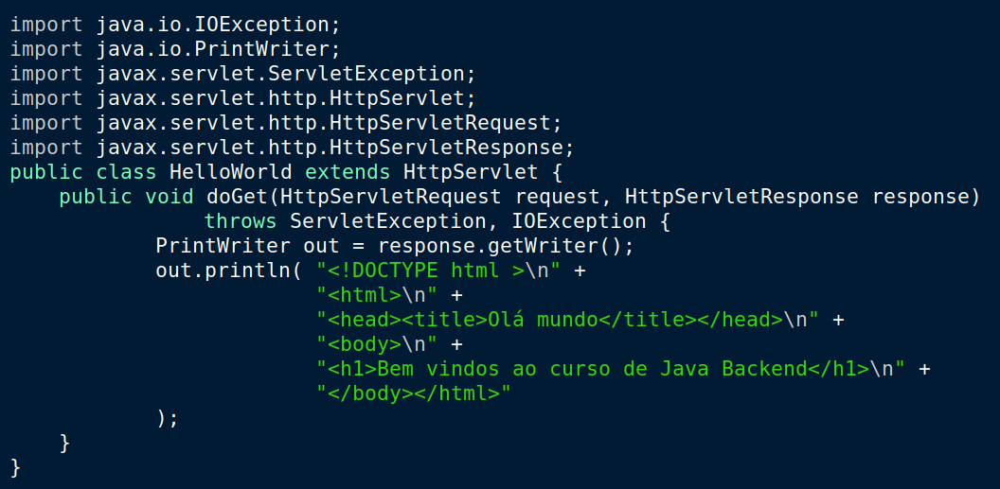 import java.io.IOException;
import java.io.PrintWriter;
import javax.servlet.ServletException;
import javax.servlet.http.HttpServlet;
import javax.servlet.http.HttpServletRequest;
import javax.servlet.http.HttpServletResponse;
public class HelloWorld extends HttpServlet {
    public void doGet(HttpServletRequest request, HttpServletResponse response)
                throws ServletException, IOException {
            PrintWriter out = response.getWriter();
            out.println( "<!DOCTYPE html >\n" +
                         "<html>\n" +
                         "<head><title>Olá mundo</title></head>\n" +
                         "<body>\n" +
                         "<h1>Bem vindos ao curso de Java Backend</h1>\n" +
                         "</body></html>"
            );
    }
}